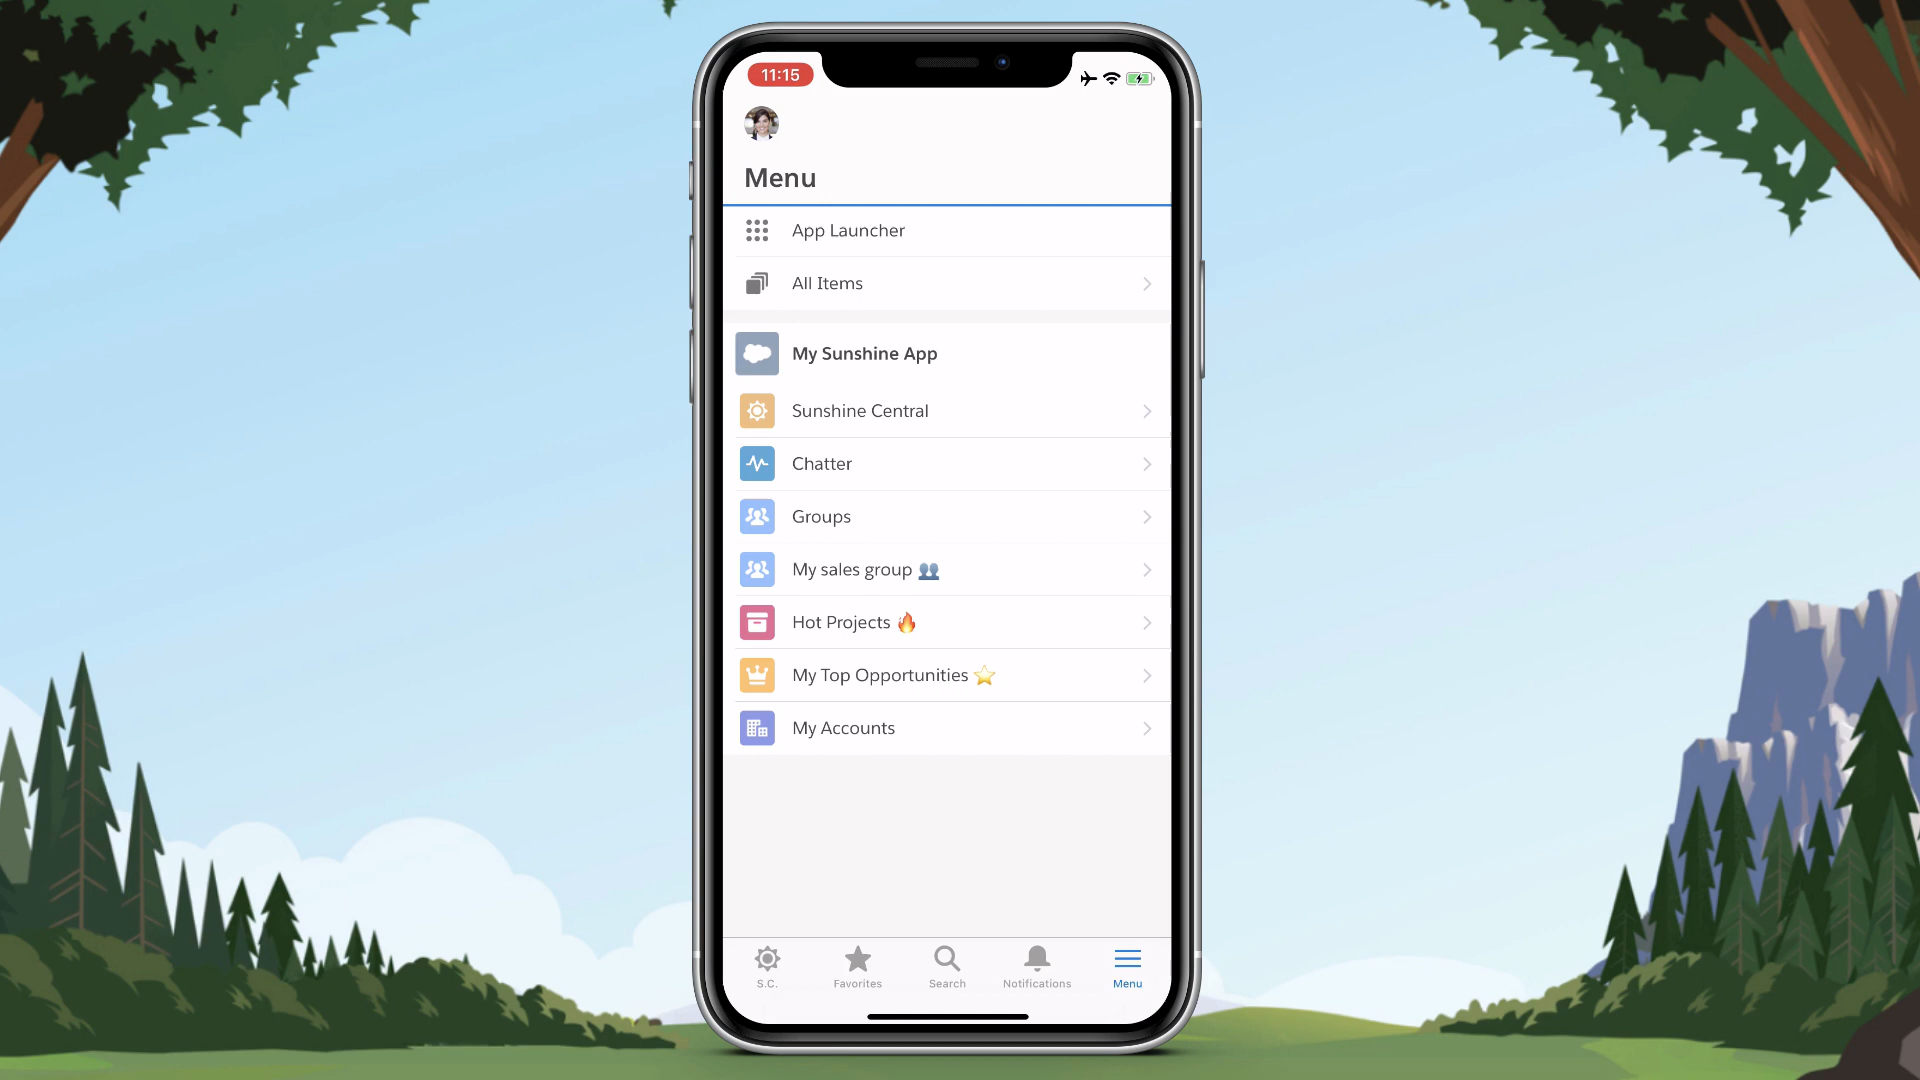 11:15
Menu
App Launcher
All Items
My Sunshine App
Sunshine Central
Chatter
Groups
My sales group 👥
Hot Projects 🔥
My Top Opportunities ⭐
My Accounts
S.C.
Favorites
Search
Notifications
Menu